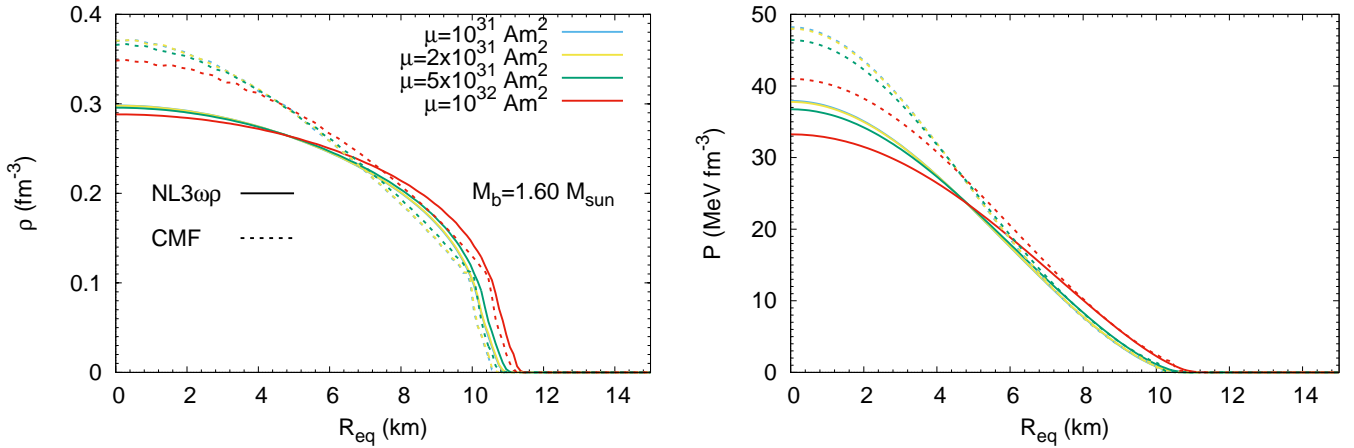 0.4
0.3
0.2
0.1
0
ρ (fm⁻³)
μ=10³¹ Am²
μ=2x10³¹ Am²
μ=5x10³¹ Am²
μ=10³² Am²
NL3ωρ
CMF
M_b=1.60 M_sun
0 2 4 6 8 10 12 14
R_eq (km)
50
40
30
20
10
0
P (MeV fm⁻³)
0 2 4 6 8 10 12 14
R_eq (km)